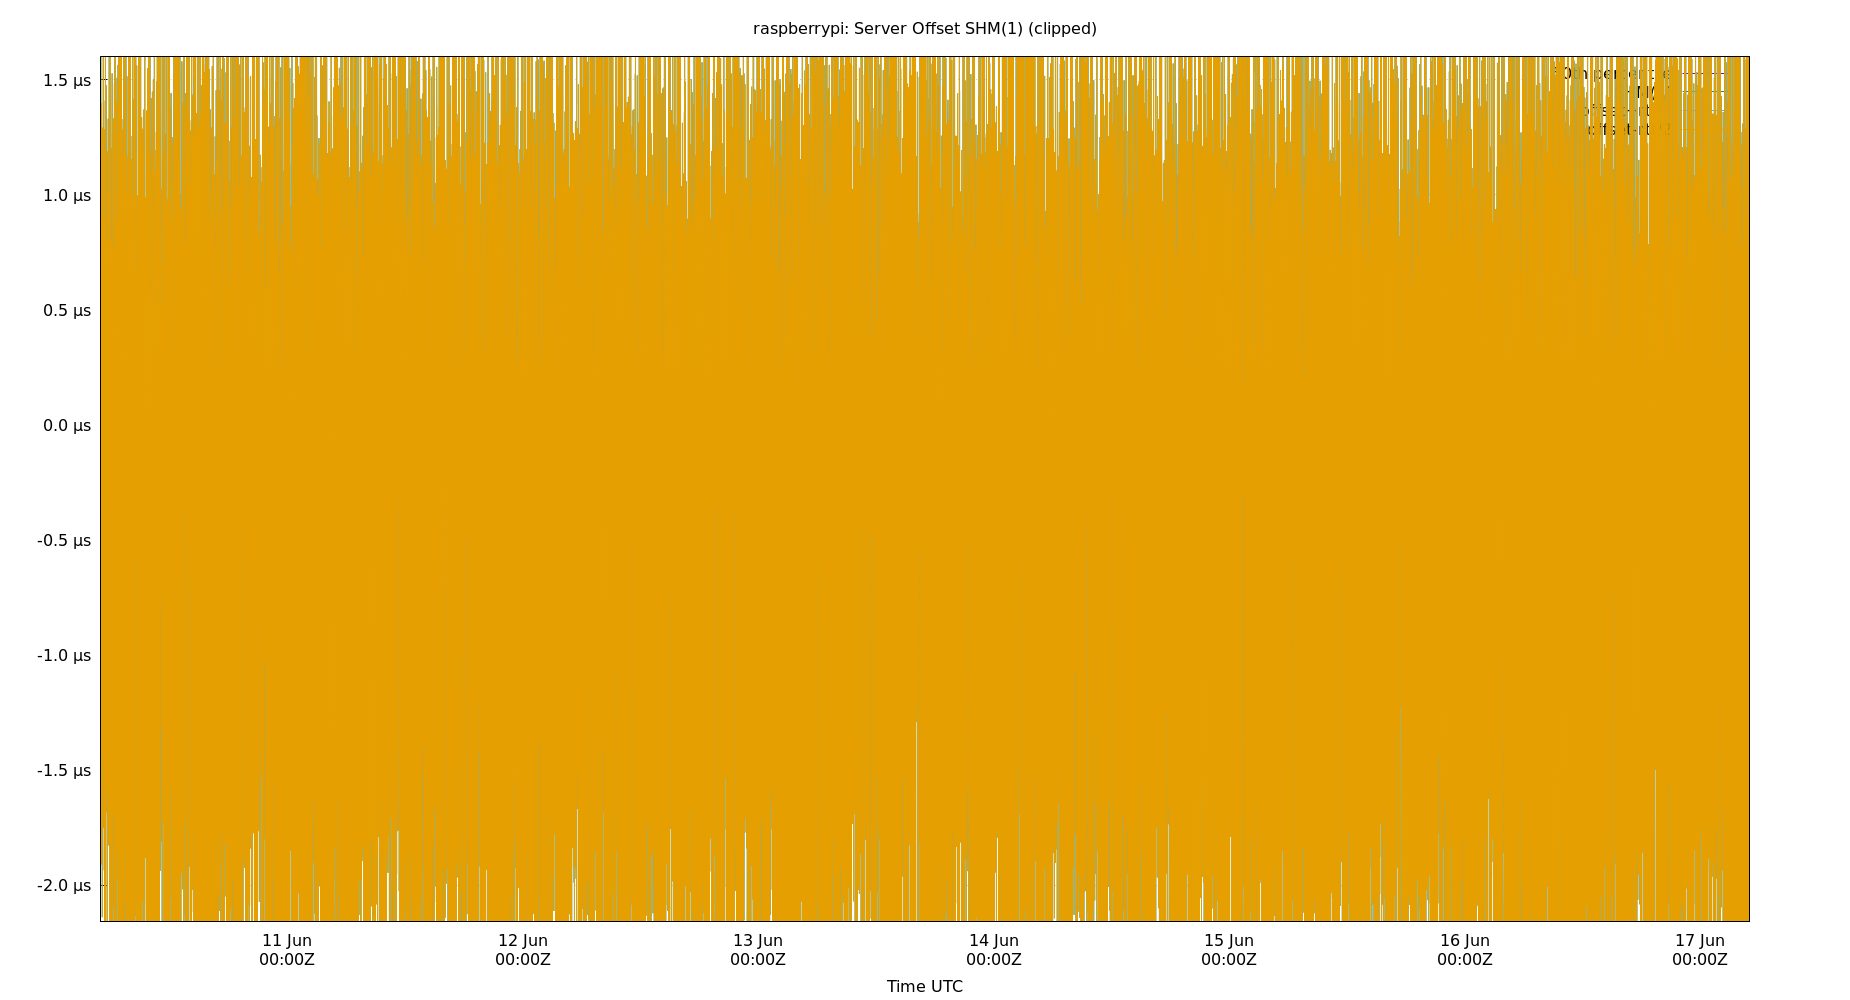 raspberrypi: Server Offset SHM(1) (clipped)
1.5 µs
1.0 µs
0.5 µs
0.0 µs
-0.5 µs
-1.0 µs
-1.5 µs
-2.0 µs
11 Jun 12 Jun 13 Jun 14 Jun 15 Jun 16 Jun 17 Jun
00:00Z 00:00Z 00:00Z 00:00Z 00:00Z 00:00Z 00:00Z
Time UTC